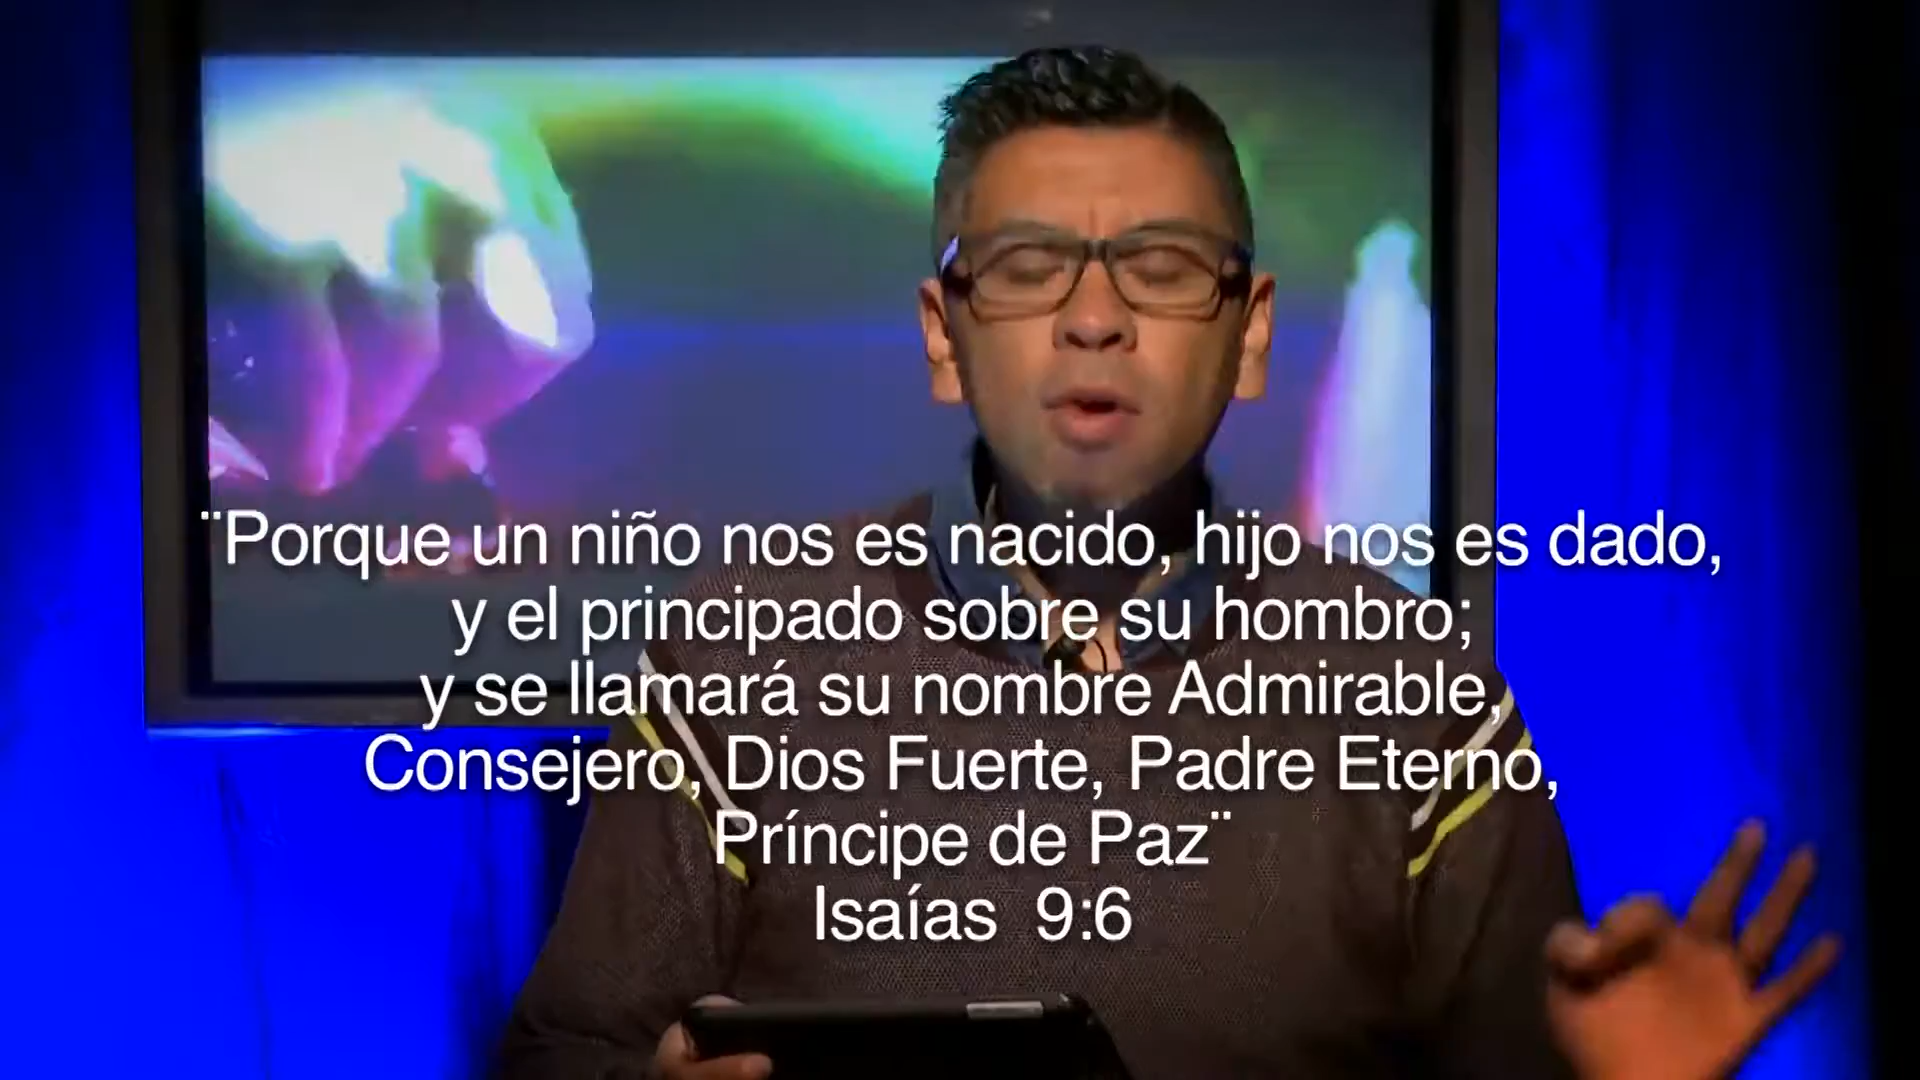 ¨Porque un niño nos es nacido, hijo nos es dado,
y el principado sobre su hombro;
y se llamará su nombre Admirable,
Consejero, Dios Fuerte, Padre Eterno,
Príncipe de Paz¨
Isaías  9:6